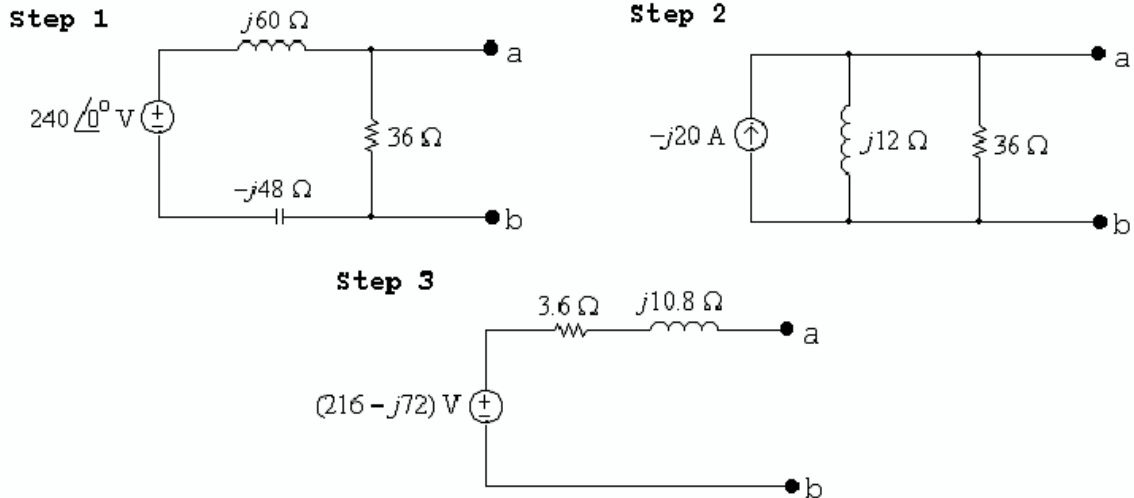 Step 1
j60 Ω
a
240 /0° V
36 Ω
−j48 Ω
b
Step 2
a
−j20 A
j12 Ω
36 Ω
b
Step 3
3.6 Ω
j10.8 Ω
a
(216 − j72) V
b